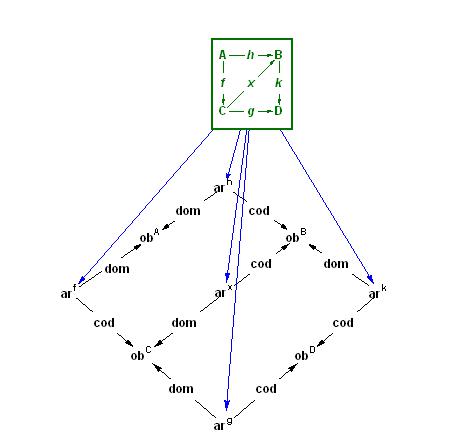 A h B
f x k
C g D
ar^h
dom cod
ob^A ob^B
dom cod dom
ar^f ar^x ar^k
cod dom cod
ob^C ob^D
dom cod
ar^g